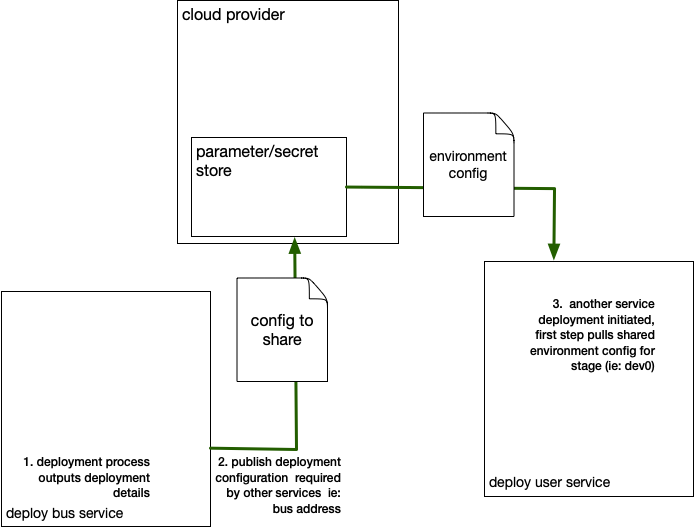 cloud provider
parameter/secret
store
environment
config
config to
share
1. deployment process
outputs deployment
details
deploy bus service
2. publish deployment
configuration required
by other services ie:
bus address
3. another service
deployment initiated,
first step pulls shared
environment config for
stage (ie: dev0)
deploy user service